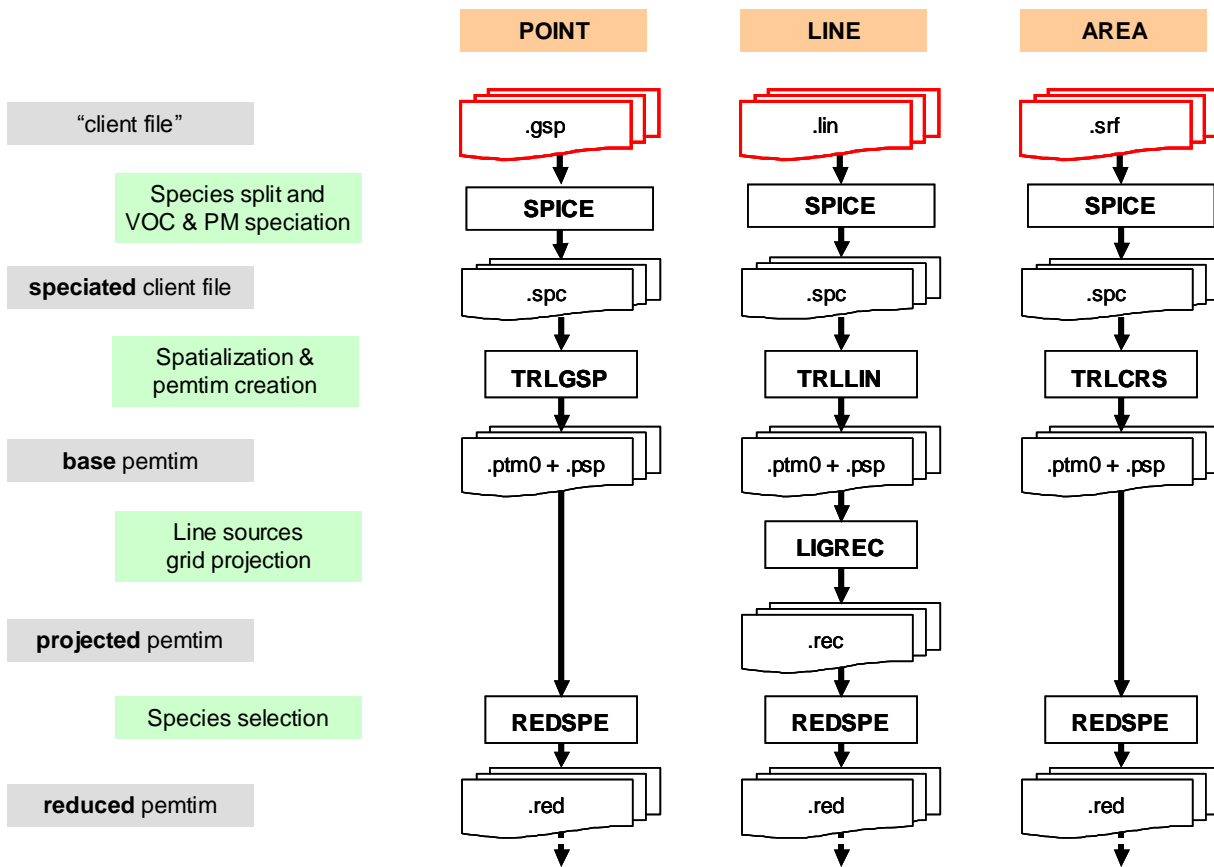 POINT LINE AREA
“client file” .gsp .lin .srf
Species split and
VOC & PM speciation
SPICE SPICE SPICE
speciated client file .spc .spc .spc
Spatialization &
pemtim creation
TRLGSP TRLLIN TRLCRS
base pemtim .ptm0 + .psp .ptm0 + .psp .ptm0 + .psp
Line sources
grid projection
LIGREC
projected pemtim .rec
Species selection REDSPE REDSPE REDSPE
reduced pemtim .red .red .red